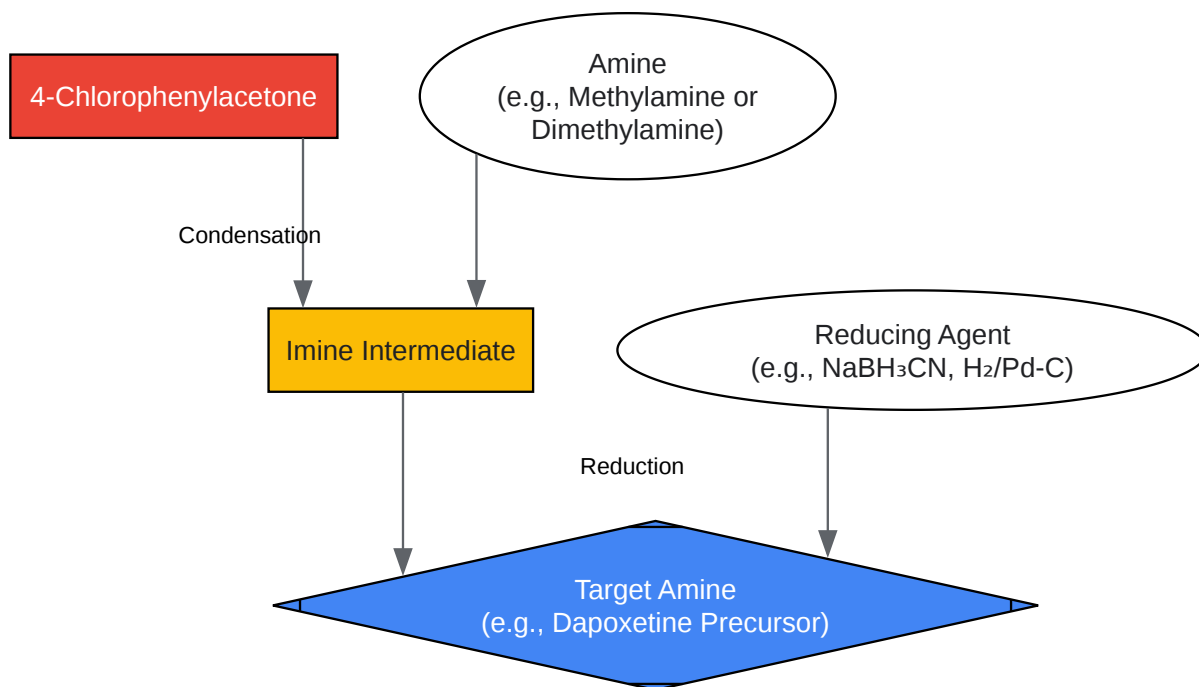 4-Chlorophenylacetone
Amine
(e.g., Methylamine or
Dimethylamine)
Condensation
Imine Intermediate
Reducing Agent
(e.g., NaBH₃CN, H₂/Pd-C)
Reduction
Target Amine
(e.g., Dapoxetine Precursor)